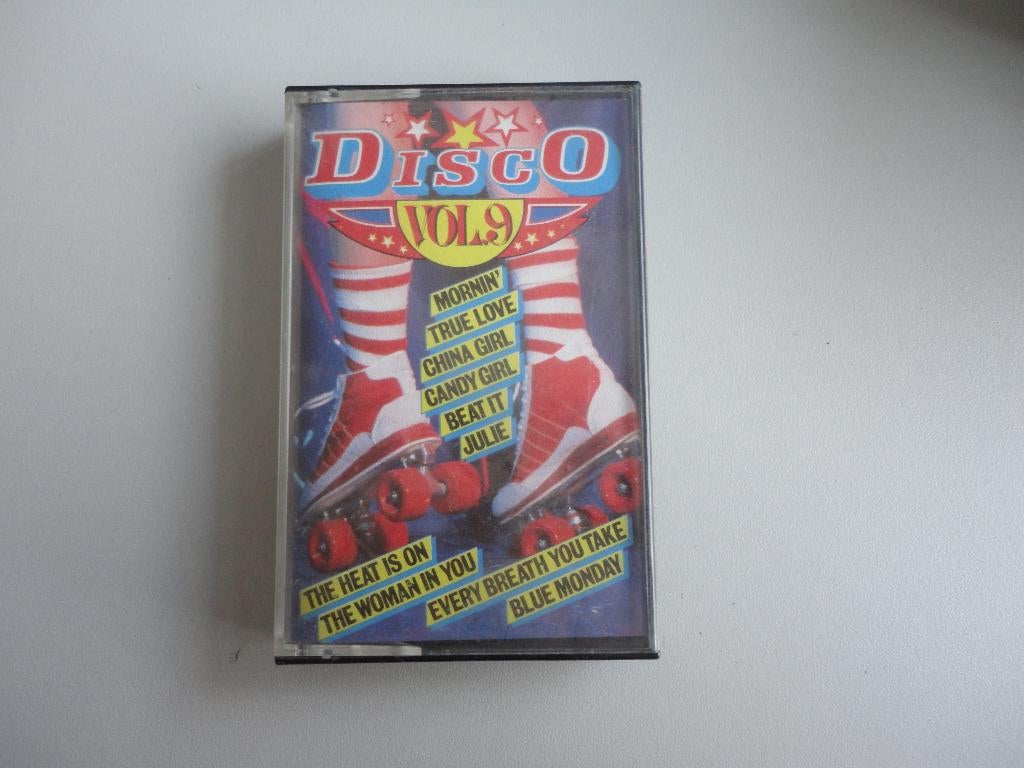 DISCO
VOL.9
MORNIN'
TRUE LOVE
CHINA GIRL
CANDY GIRL
BEAT IT
JULIE
THE HEAT IS ON
THE WOMAN IN YOU
EVERY BREATH YOU TAKE
BLUE MONDAY